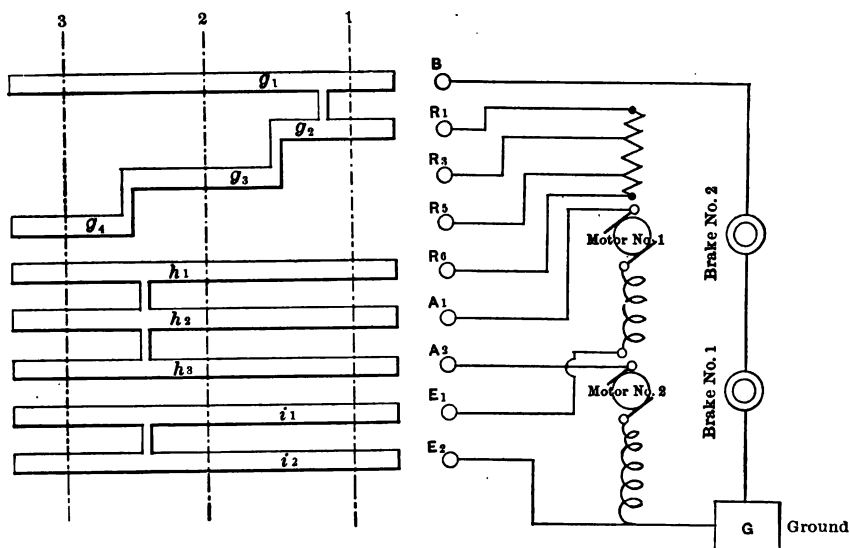 3 2 1
g1
g2
g3
g4
h1
h2
h3
i1
i2
B
R1
R3
R5
R6
A1
A2
E1
E2
Motor No. 1
Motor No. 2
Brake No. 2
Brake No. 1
G Ground